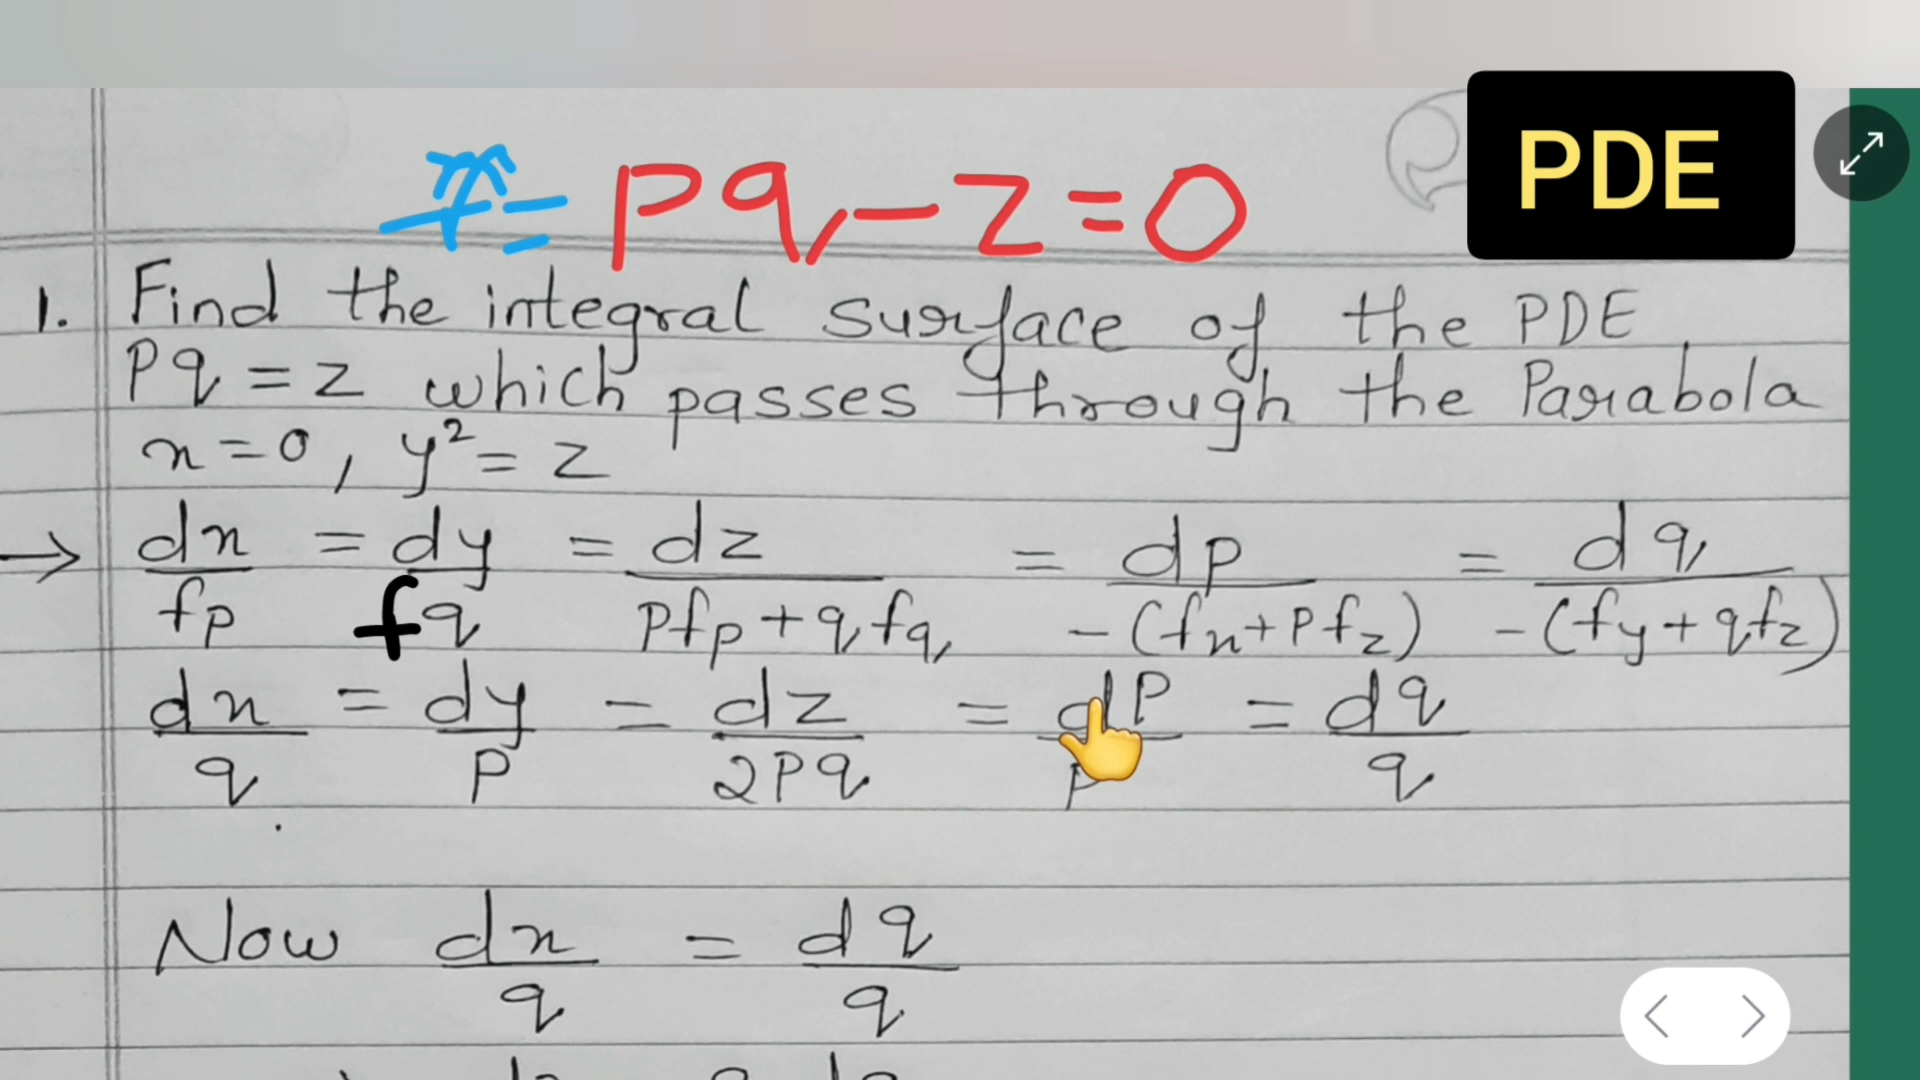 PDE
f = pq - z = 0
1. Find the integral surface of the PDE
pq = z which passes through the Parabola
x = 0, y² = z
→ dx/fp = dy/fq = dz/(pfp + qfq) = dp/-(fx + pfz) = dq/-(fy + qfz)
dx/q = dy/p = dz/2pq = dp/p = dq/q
Now dx/q = dq/q